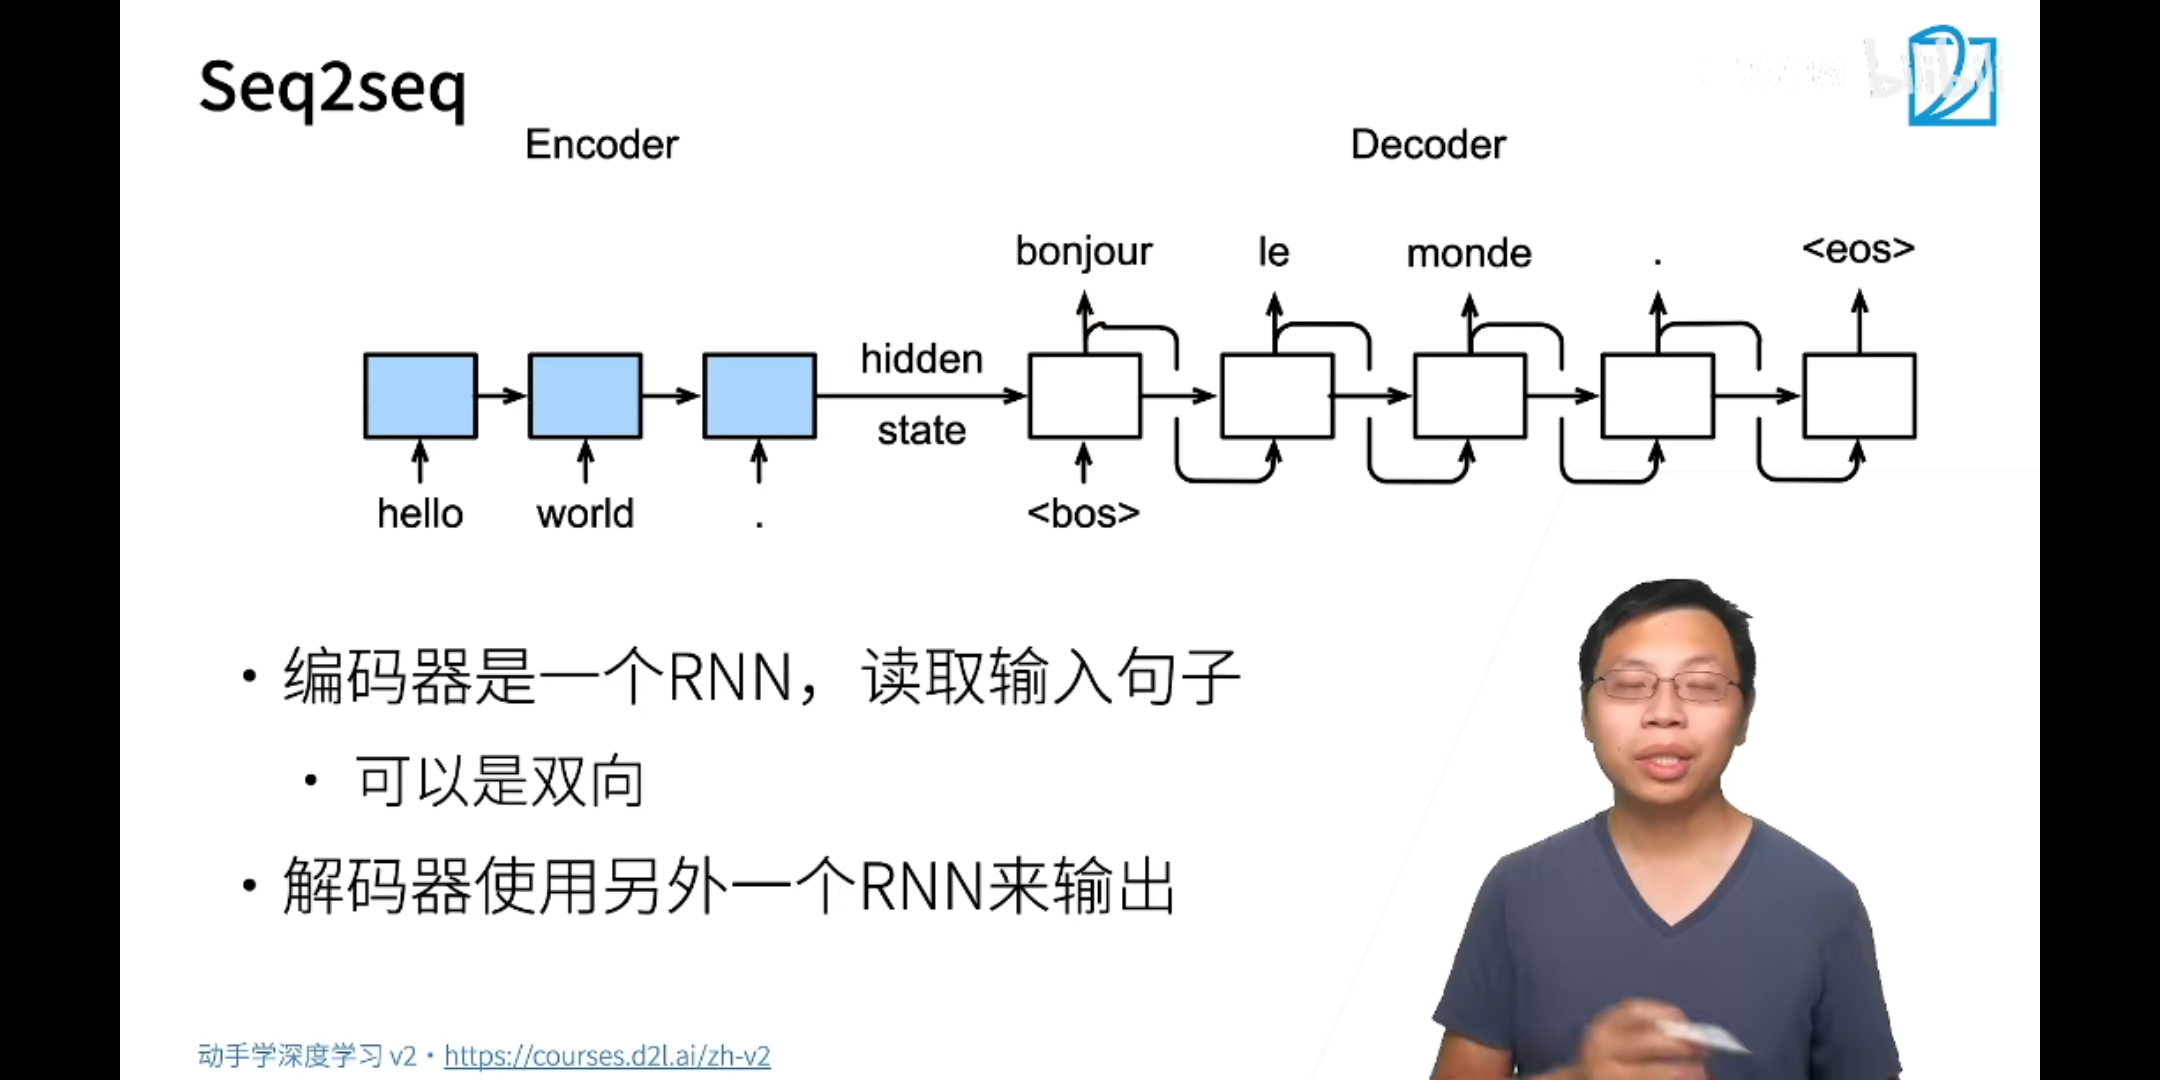 Seq2seq
Encoder
Decoder
bonjour
le
monde
.
<eos>
hidden
state
hello
world
.
<bos>
• 编码器是一个RNN，读取输入句子
• 可以是双向
• 解码器使用另外一个RNN来输出
动手学深度学习 v2 • https://courses.d2l.ai/zh-v2
bilibili